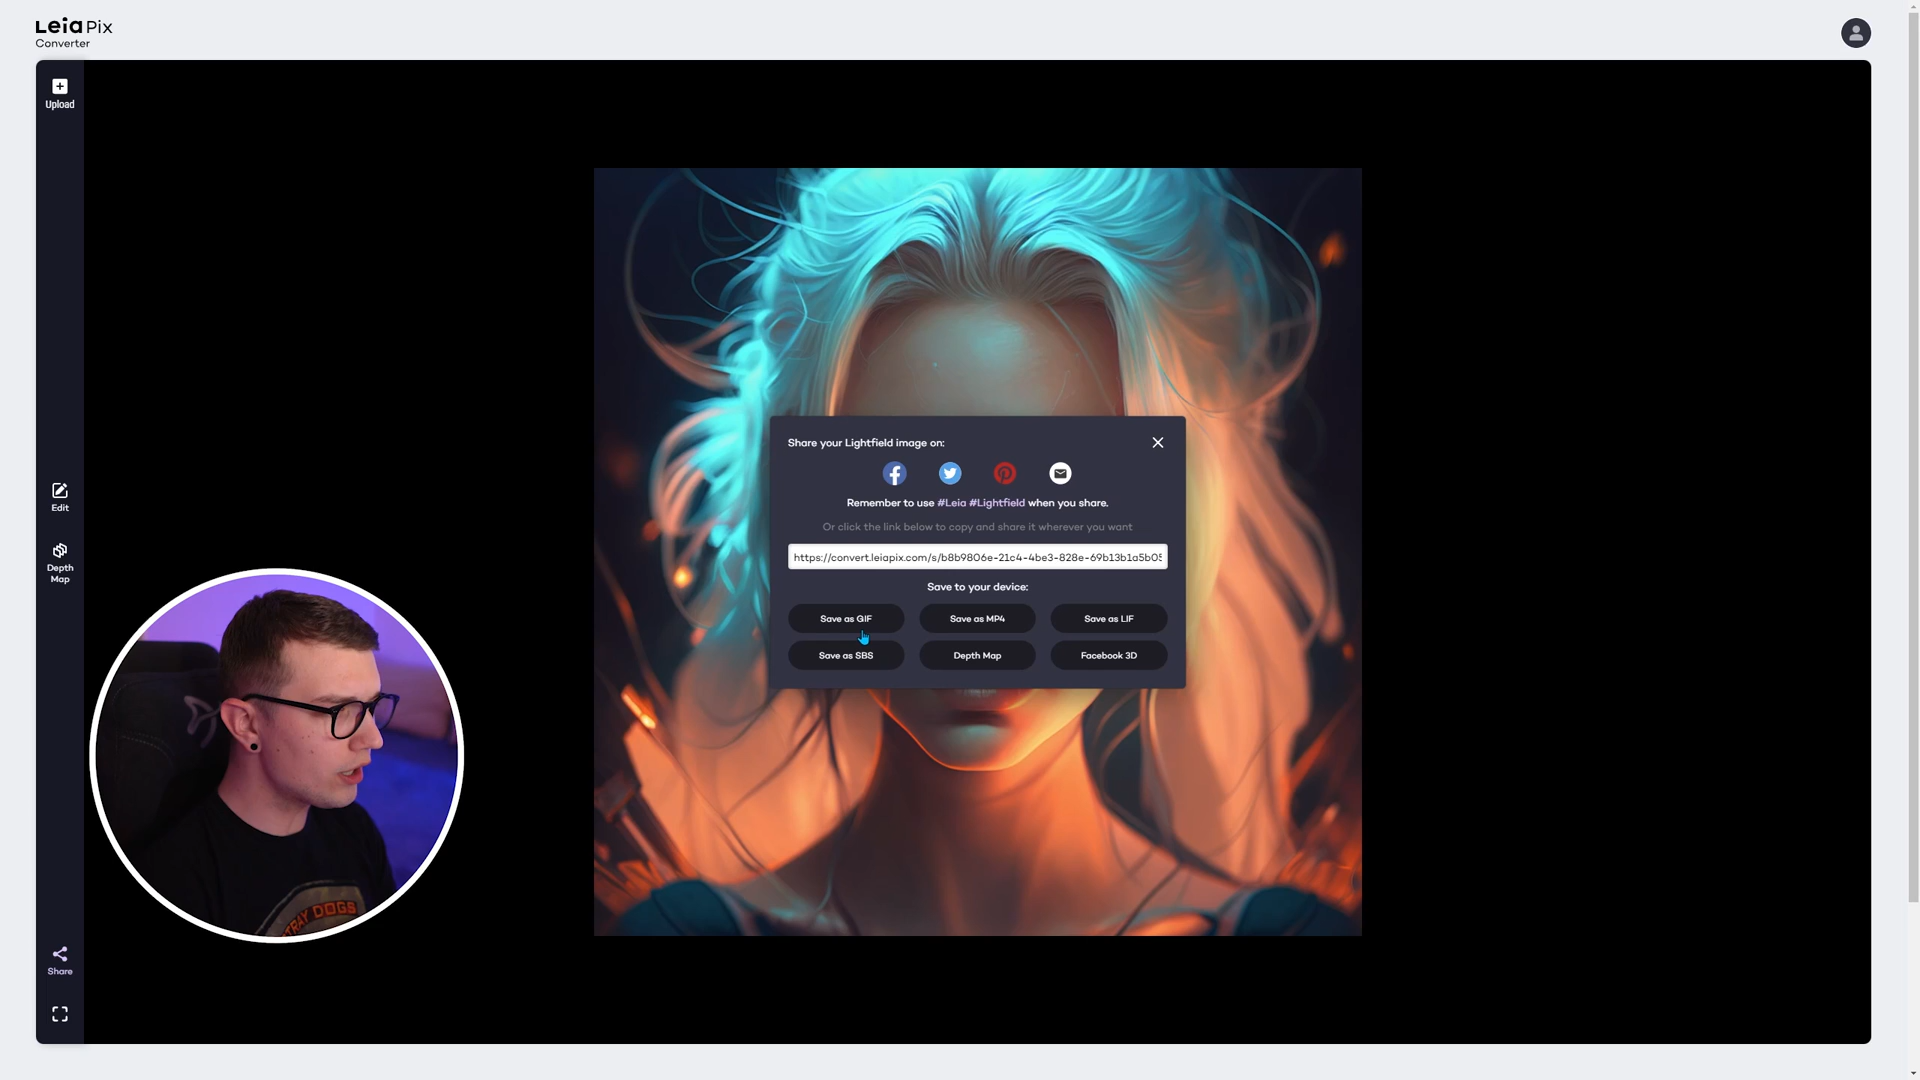 Leia Pix
Converter
Upload
Edit
Depth
Map
Share
Share your Lightfield image on:
Remember to use #Leia #Lightfield when you share.
Or click the link below to copy and share it wherever you want
https://convert.leiapix.com/s/b8b9806e-21c4-4be3-828e-69b13b1a5b05
Save to your device:
Save as GIF
Save as MP4
Save as LIF
Save as SBS
Depth Map
Facebook 3D
TRAY DOGS